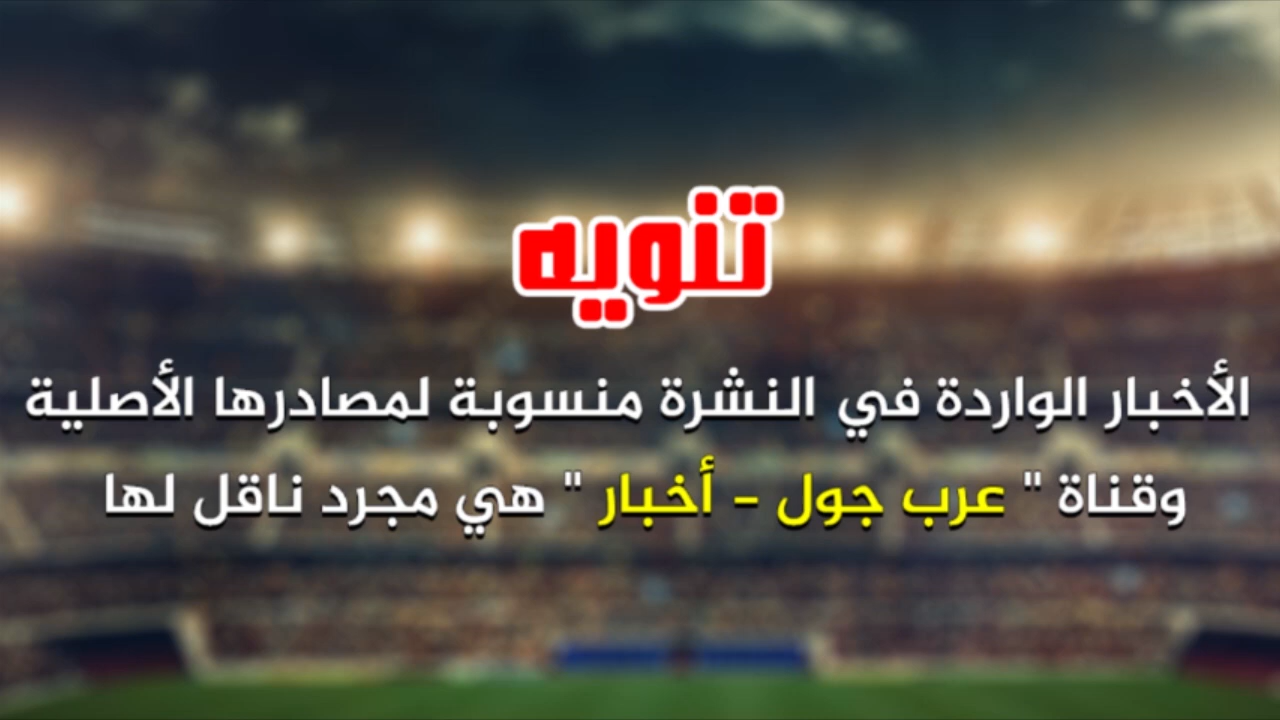 تنويه
الأخبار الواردة في النشرة منسوبة لمصادرها الأصلية
وقناة " عرب جول - أخبار " هي مجرد ناقل لها